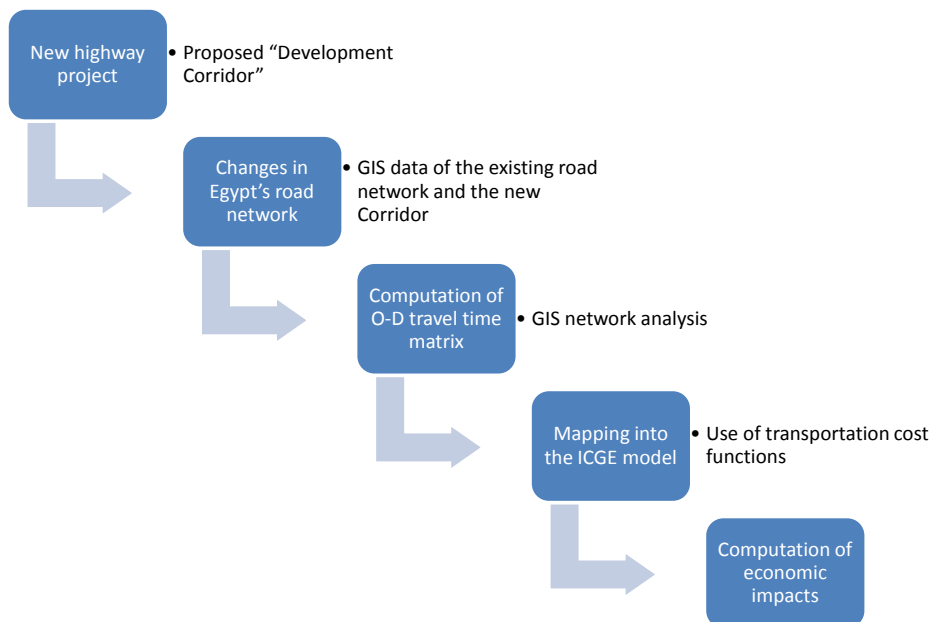 New highway
project
• Proposed “Development
Corridor”
Changes in
Egypt’s road
network
• GIS data of the existing road
network and the new
Corridor
Computation of
O-D travel time
matrix
• GIS network analysis
Mapping into
the ICGE model
• Use of transportation cost
functions
Computation of
economic
impacts